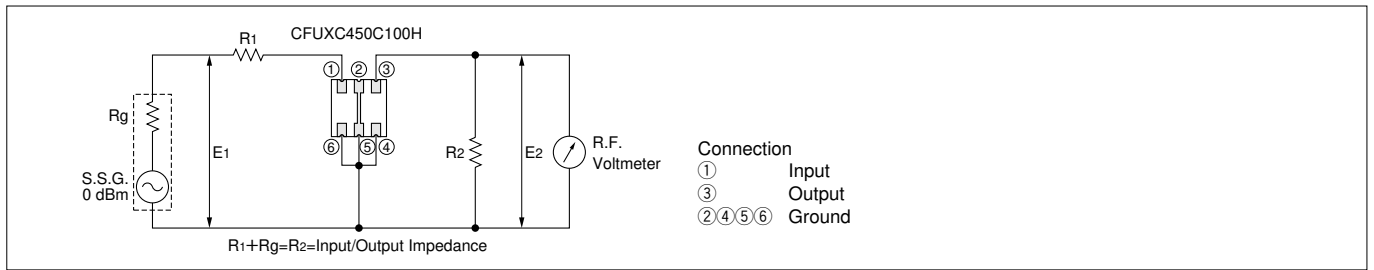 CFUXC450C100H
R1
① ② ③
Rg
E1
⑥ ⑤ ④
R2
E2
R.F.
Voltmeter
S.S.G.
0 dBm
R1+Rg=R2=Input/Output Impedance
Connection
① Input
③ Output
②④⑤⑥ Ground